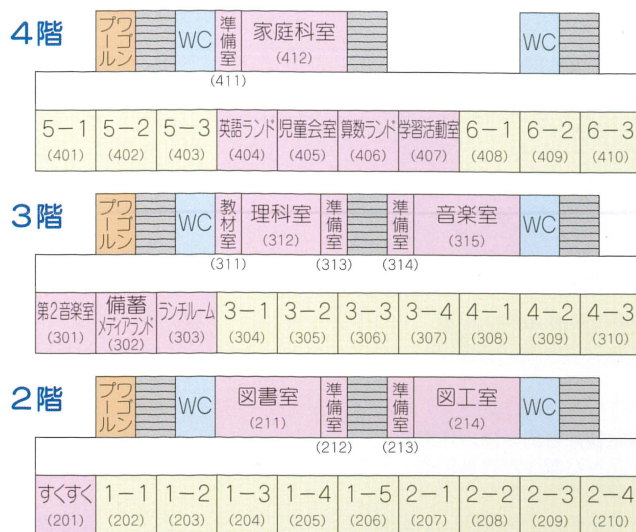 4階
ワゴンプール
WC
準備室
(411)
家庭科室
(412)
WC
5-1
(401)
5-2
(402)
5-3
(403)
英語ランド
(404)
児童会室
(405)
算数ランド
(406)
学習活動室
(407)
6-1
(408)
6-2
(409)
6-3
(410)
3階
ワゴンプール
WC
教材室
(311)
理科室
(312)
準備室
(313)
準備室
(314)
音楽室
(315)
WC
第2音楽室
(301)
備蓄
メディアランド
(302)
ランチルーム
(303)
3-1
(304)
3-2
(305)
3-3
(306)
3-4
(307)
4-1
(308)
4-2
(309)
4-3
(310)
2階
ワゴンプール
WC
図書室
(211)
準備室
(212)
準備室
(213)
図工室
(214)
WC
すくすく
(201)
1-1
(202)
1-2
(203)
1-3
(204)
1-4
(205)
1-5
(206)
2-1
(207)
2-2
(208)
2-3
(209)
2-4
(210)